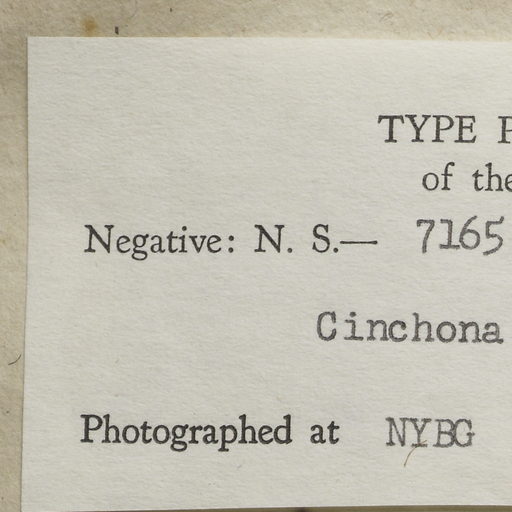 TYPE P
of the
Negative: N. S.— 7165
Cinchona
Photographed at NYBG